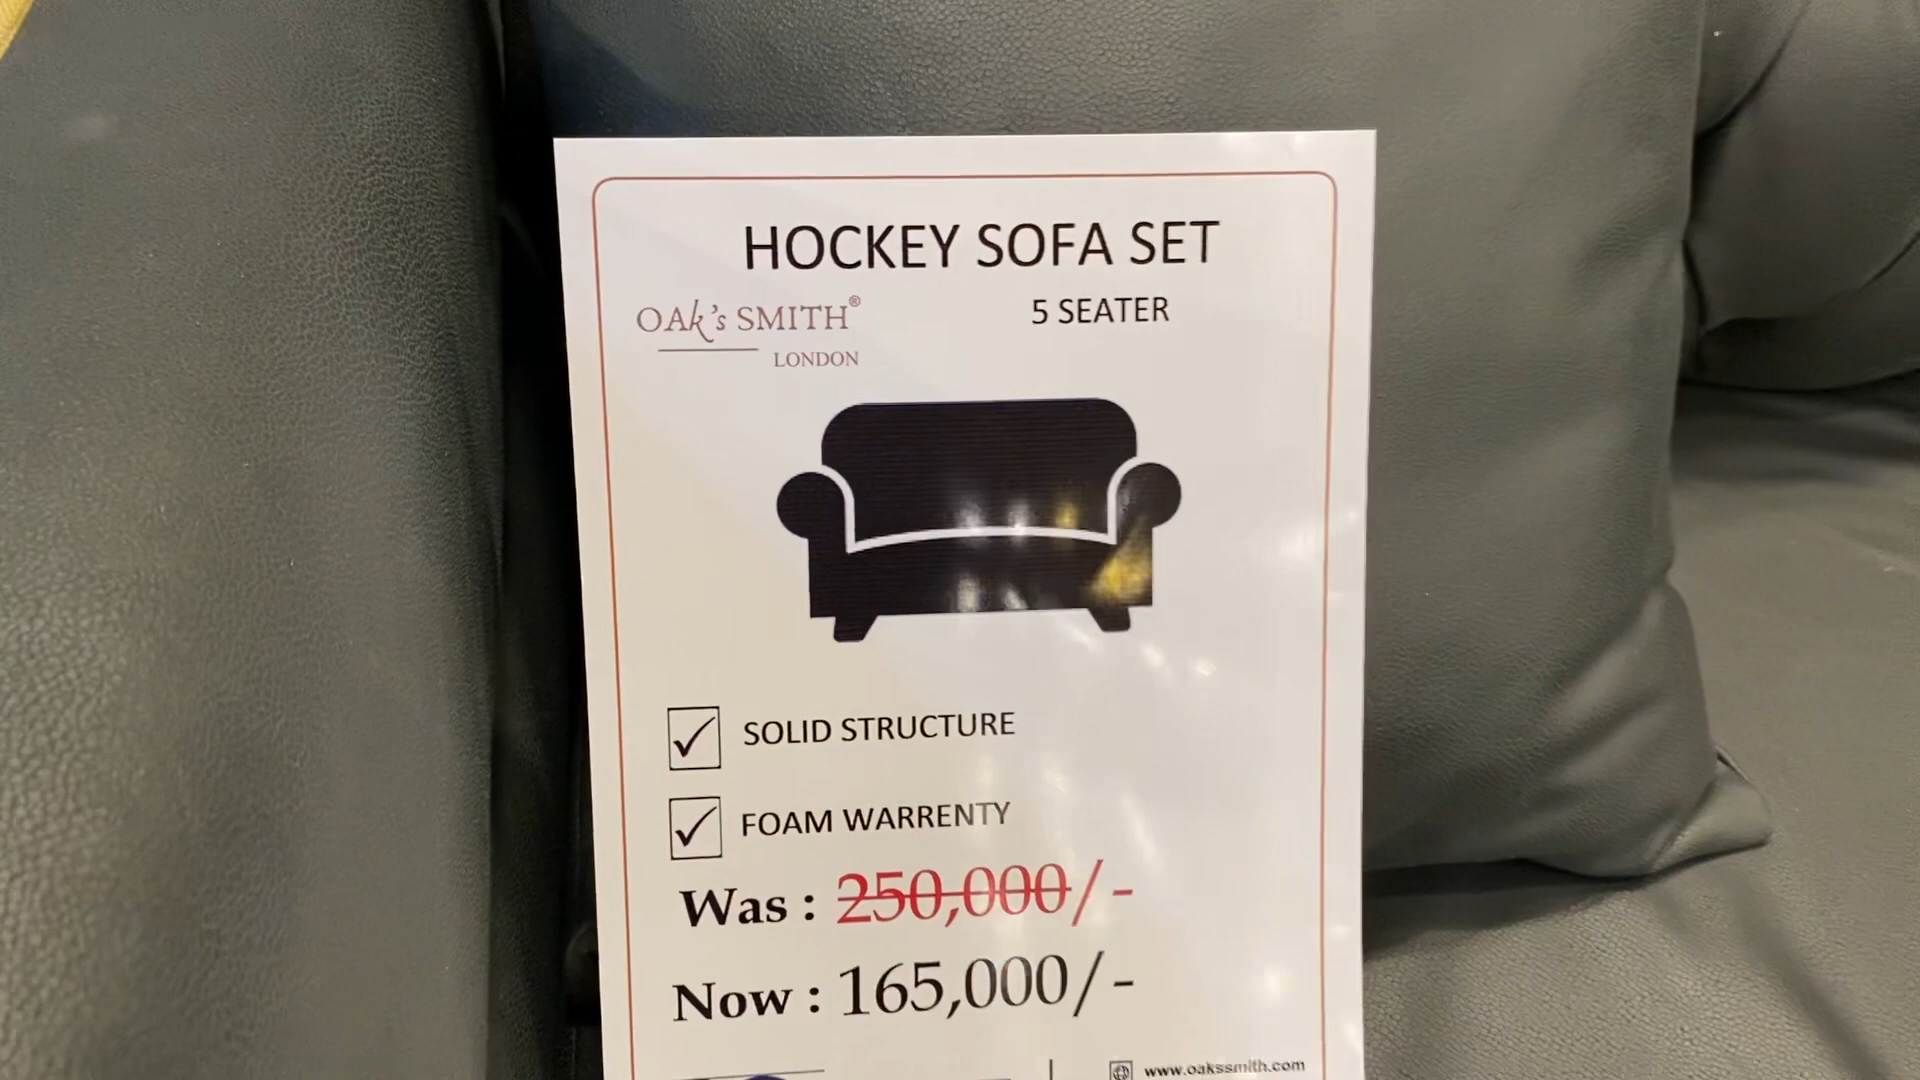 HOCKEY SOFA SET
OAk's SMITH®
LONDON
5 SEATER
SOLID STRUCTURE
FOAM WARRENTY
Was : 250,000/-
Now : 165,000/-
www.oakssmith.com